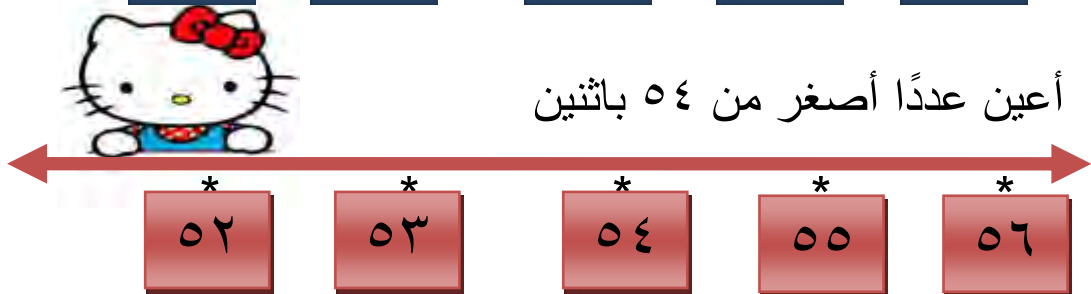 أعين عددًا أصغر من ٥٤ باثنين
* * * * *
٥٢ ٥٣ ٥٤ ٥٥ ٥٦